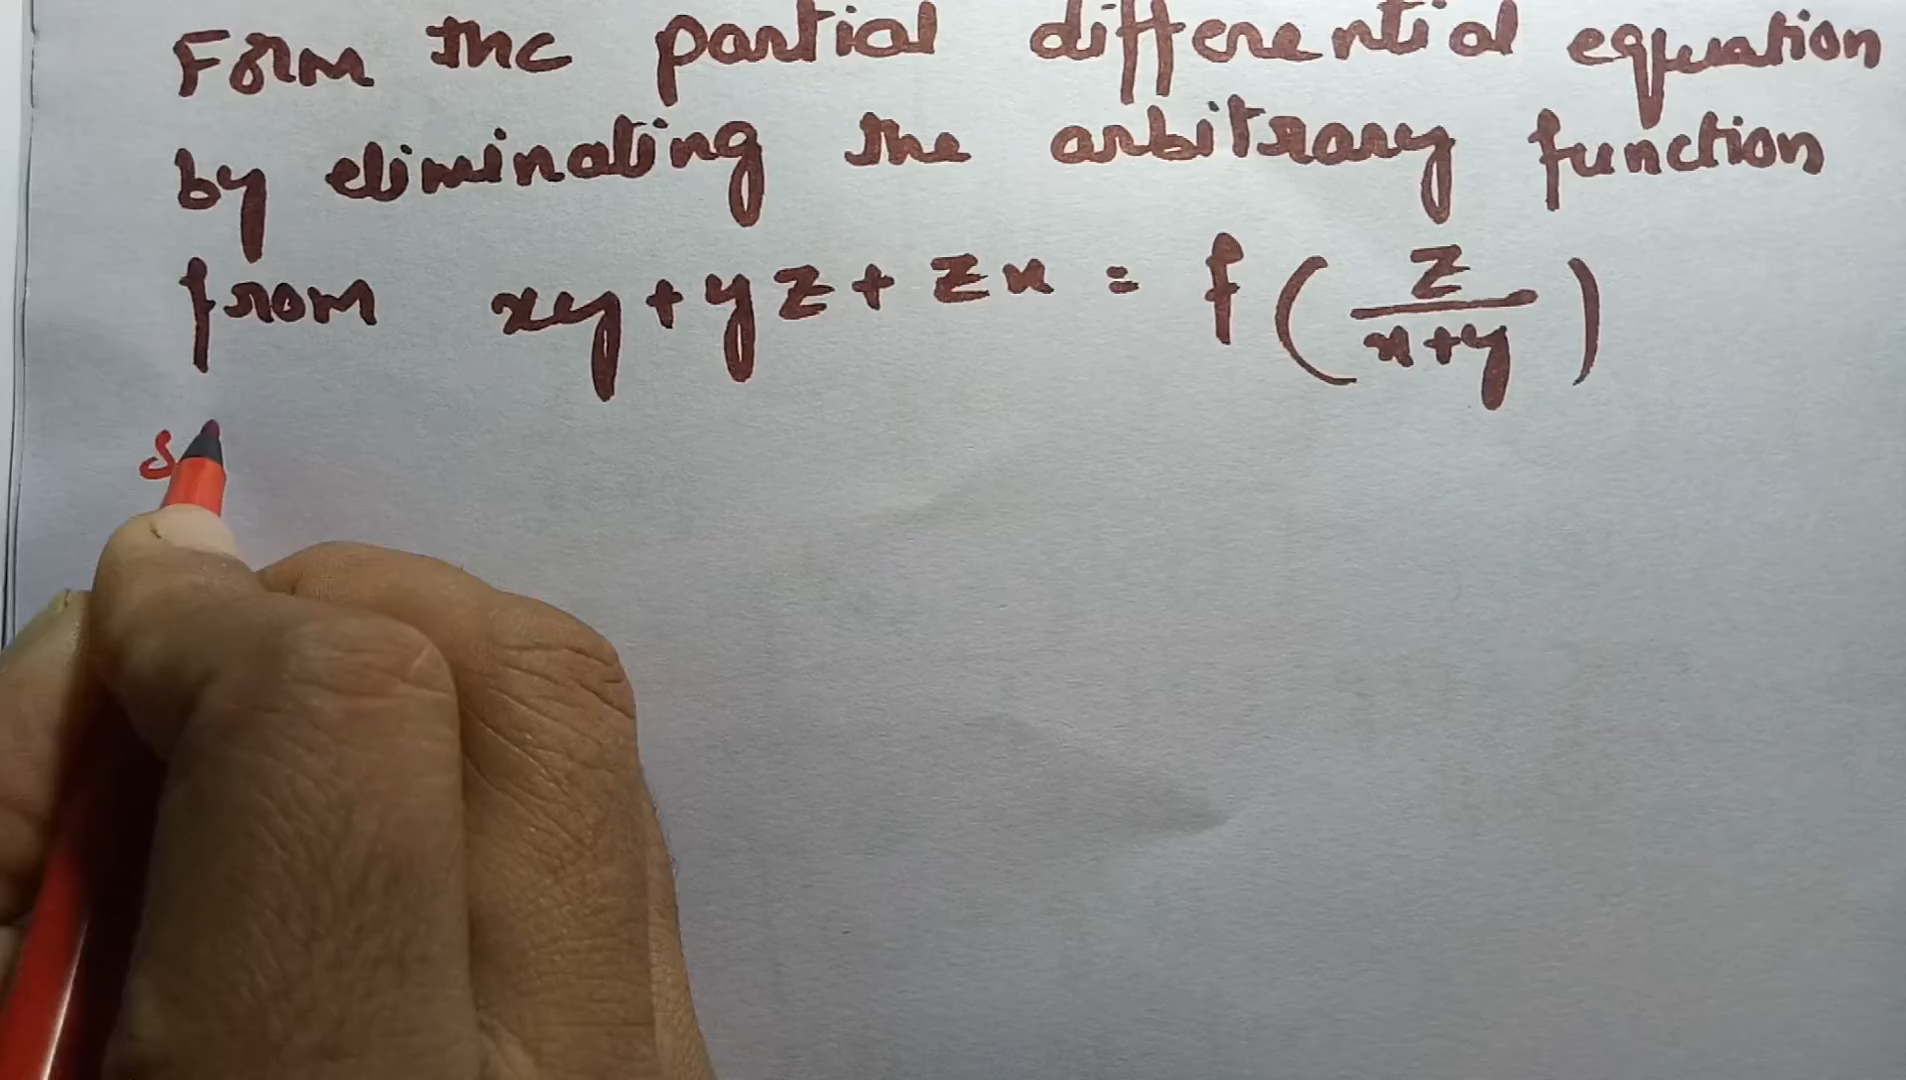 Form the partial differential equation
by eliminating the arbitrary function
from xy + yz + zx = f ( z / x+y )
S